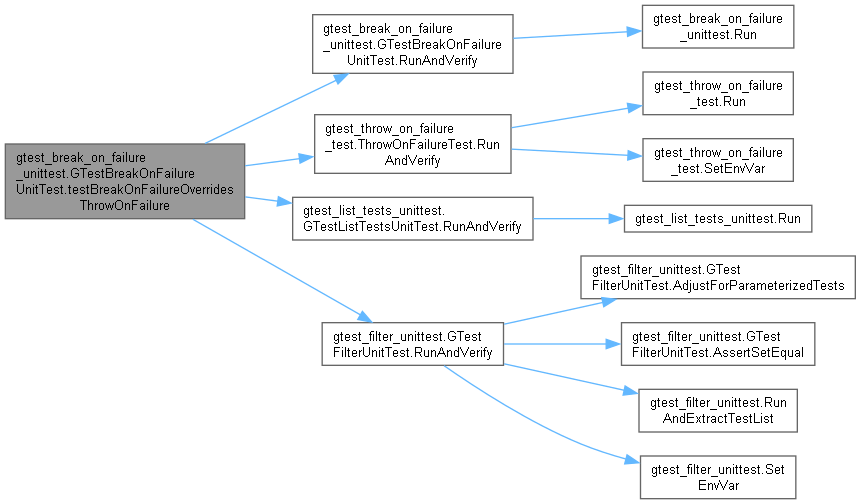 gtest_break_on_failure
_unittest.GTestBreakOnFailure
UnitTest.testBreakOnFailureOverrides
ThrowOnFailure
gtest_break_on_failure
_unittest.GTestBreakOnFailure
UnitTest.RunAndVerify
gtest_break_on_failure
_unittest.Run
gtest_throw_on_failure
_test.ThrowOnFailureTest.Run
AndVerify
gtest_throw_on_failure
_test.Run
gtest_throw_on_failure
_test.SetEnvVar
gtest_list_tests_unittest.
GTestListTestsUnitTest.RunAndVerify
gtest_list_tests_unittest.Run
gtest_filter_unittest.GTest
FilterUnitTest.RunAndVerify
gtest_filter_unittest.GTest
FilterUnitTest.AdjustForParameterizedTests
gtest_filter_unittest.GTest
FilterUnitTest.AssertSetEqual
gtest_filter_unittest.Run
AndExtractTestList
gtest_filter_unittest.Set
EnvVar